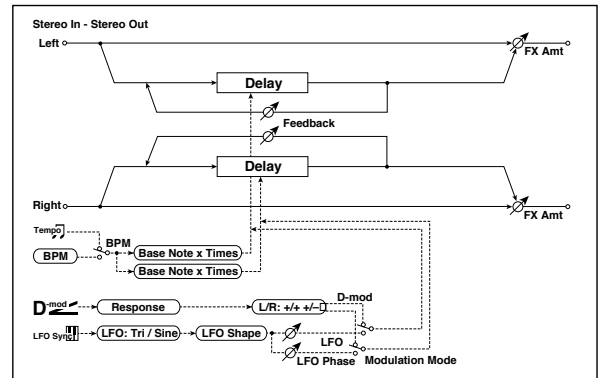 Stereo In - Stereo Out
Left
FX Amt
Delay
Feedback
Delay
Right
FX Amt
Tempo
BPM
BPM
Base Note x Times
Base Note x Times
D-mod
Response
L/R: +/+ +/–
D-mod
LFO Sync
LFO: Tri / Sine
LFO Shape
LFO
LFO Phase
Modulation Mode